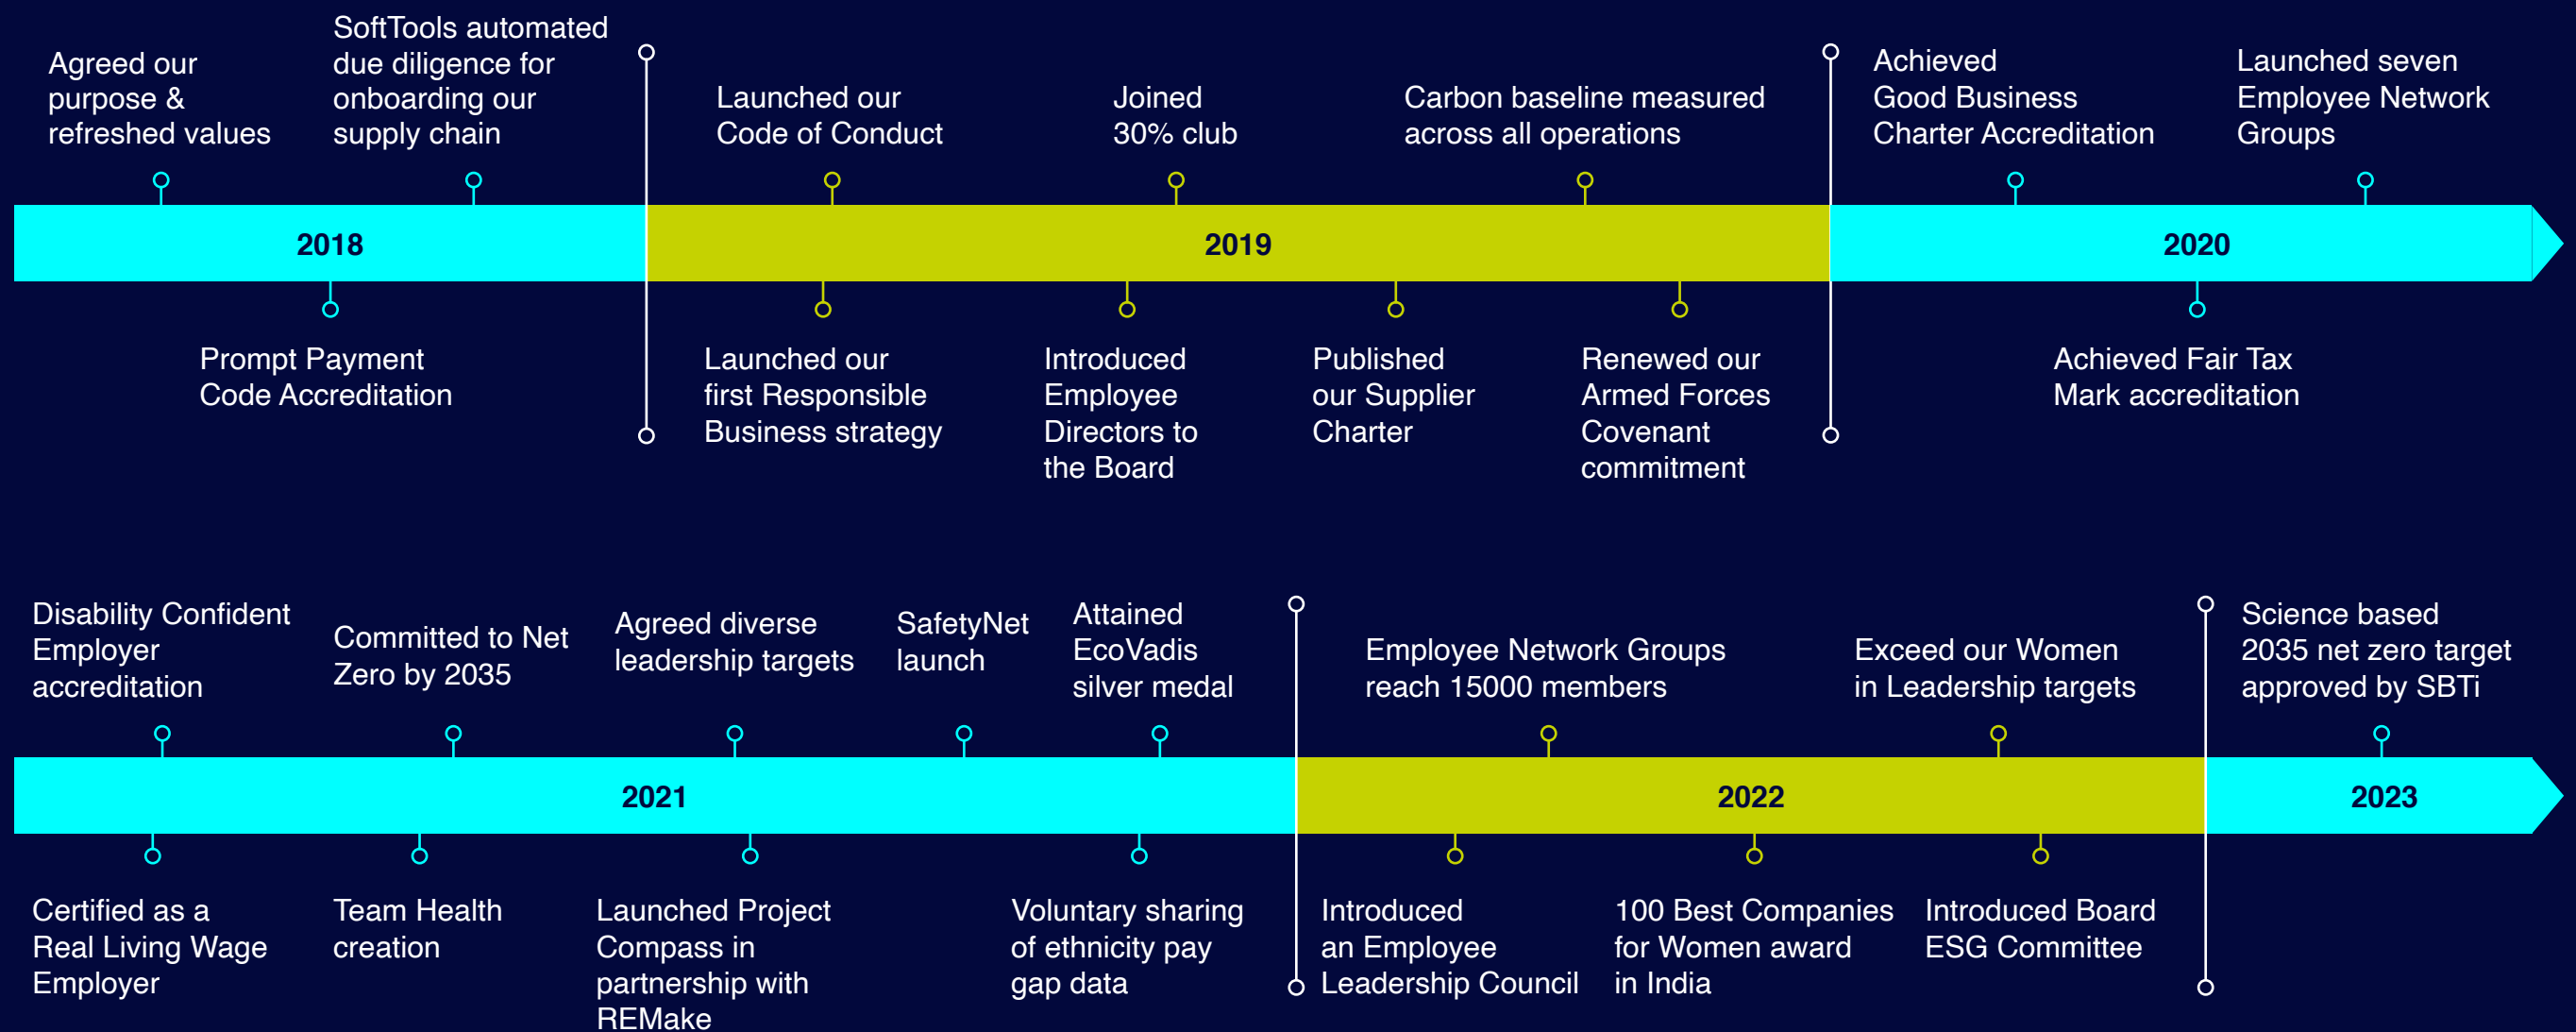 Agreed our
purpose &
refreshed values
SoftTools automated
due diligence for
onboarding our
supply chain
Launched our
Code of Conduct
Joined
30% club
Carbon baseline measured
across all operations
Achieved
Good Business
Charter Accreditation
Launched seven
Employee Network
Groups
2018
2019
2020
Prompt Payment
Code Accreditation
Launched our
first Responsible
Business strategy
Introduced
Employee
Directors to
the Board
Published
our Supplier
Charter
Renewed our
Armed Forces
Covenant
commitment
Achieved Fair Tax
Mark accreditation
Disability Confident
Employer
accreditation
Committed to Net
Zero by 2035
Agreed diverse
leadership targets
SafetyNet
launch
Attained
EcoVadis
silver medal
Employee Network Groups
reach 15000 members
Exceed our Women
in Leadership targets
Science based
2035 net zero target
approved by SBTi
2021
2022
2023
Certified as a
Real Living Wage
Employer
Team Health
creation
Launched Project
Compass in
partnership with
REMake
Voluntary sharing
of ethnicity pay
gap data
Introduced
an Employee
Leadership Council
100 Best Companies
for Women award
in India
Introduced Board
ESG Committee